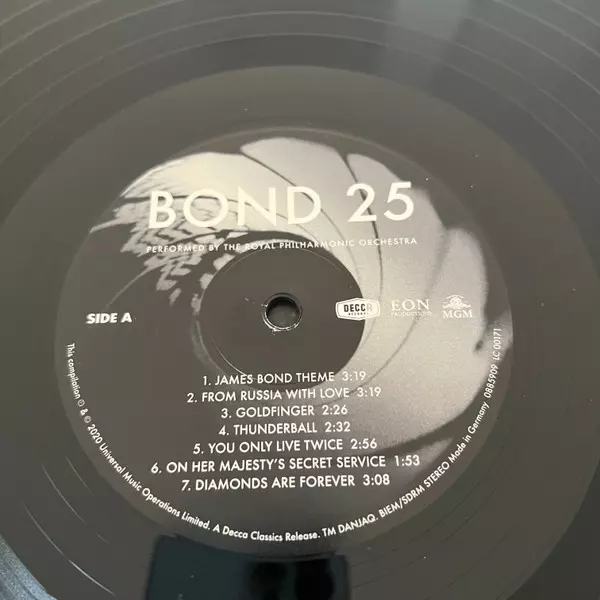 BOND 25
PERFORMED BY THE ROYAL PHILHARMONIC ORCHESTRA
SIDE A
DECCA
RECORDS
EON
PRODUCTIONS
MGM
1. JAMES BOND THEME 3:19
2. FROM RUSSIA WITH LOVE 3:19
3. GOLDFINGER 2:26
4. THUNDERBALL 2:32
5. YOU ONLY LIVE TWICE 2:56
6. ON HER MAJESTY'S SECRET SERVICE 1:53
7. DIAMONDS ARE FOREVER 3:08
This compilation ℗ & © 2020 Universal Music Operations Limited. A Decca Classics Release. TM DANJAQ. BIEM/SDRM STEREO Made in Germany 0885909 LC 00171